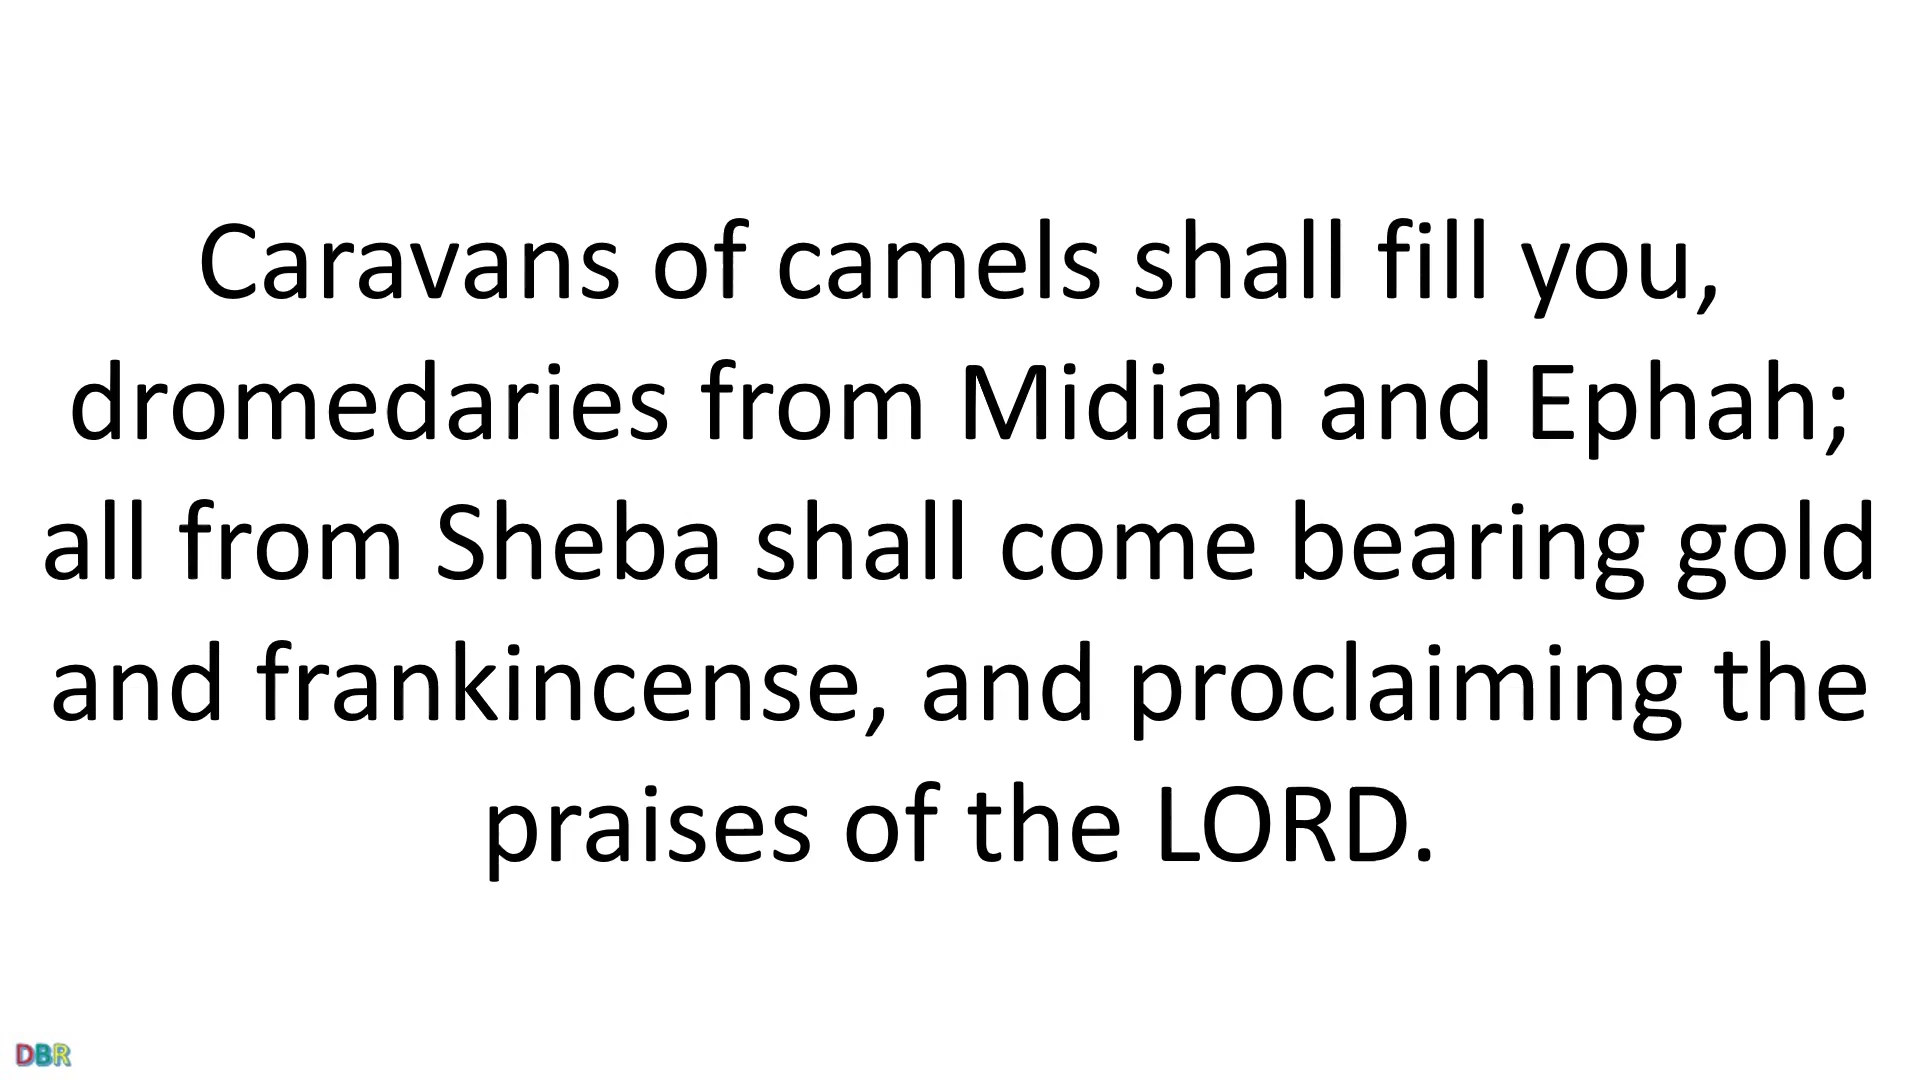 Caravans of camels shall fill you,
dromedaries from Midian and Ephah;
all from Sheba shall come bearing gold
and frankincense, and proclaiming the
praises of the LORD.
DBR